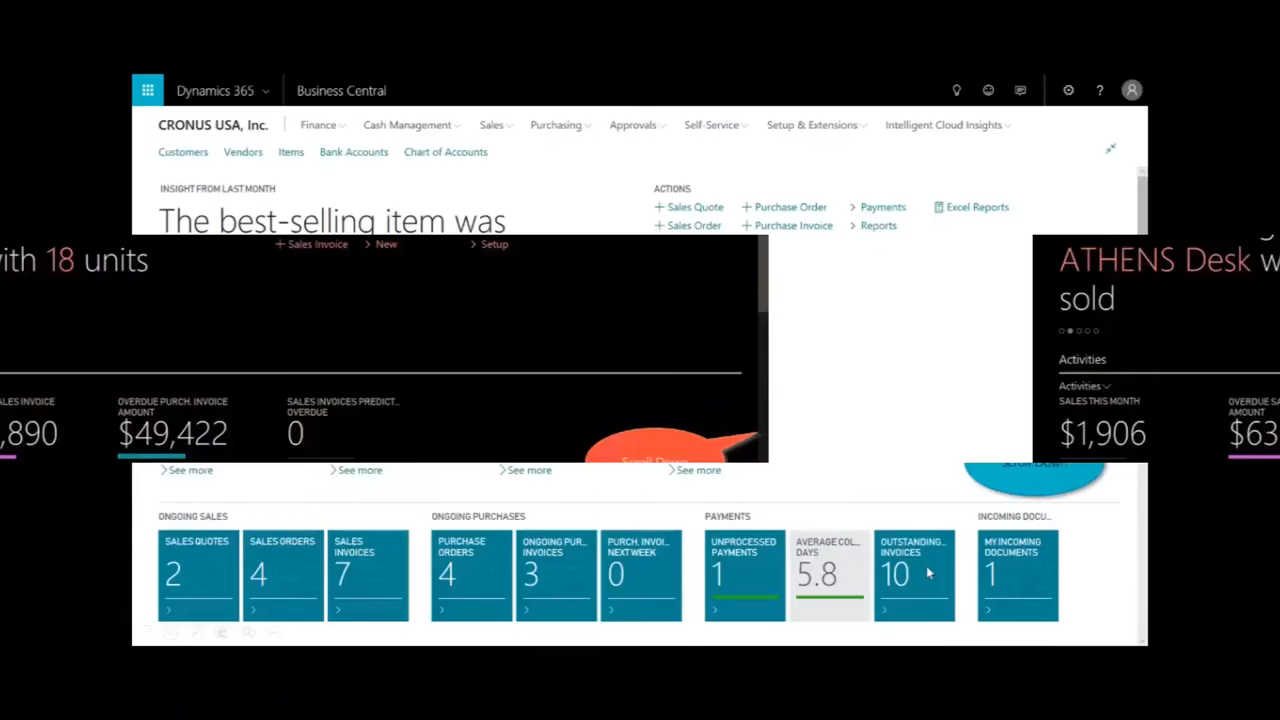 Dynamics 365 Business Central
CRONUS USA, Inc. Finance Cash Management Sales Purchasing Approvals Self-Service Setup & Extensions Intelligent Cloud Insights
Customers Vendors Items Bank Accounts Chart of Accounts
INSIGHT FROM LAST MONTH
The best-selling item was
ACTIONS
+ Sales Quote + Purchase Order > Payments Excel Reports
+ Sales Order + Purchase Invoice > Reports
+ Sales Invoice > New > Setup
with 18 units
ATHENS Desk w
sold
Activities
Activities
ALES INVOICE
,890
OVERDUE PURCH. INVOICE
AMOUNT
$49,422
SALES INVOICES PREDICT...
OVERDUE
0
Scroll Down
SALES THIS MONTH
$1,906
OVERDUE SA
AMOUNT
$63
> See more > See more > See more > See more
Scroll Down
ONGOING SALES
SALES QUOTES
2
SALES ORDERS
4
SALES
INVOICES
7
ONGOING PURCHASES
PURCHASE
ORDERS
4
ONGOING PUR...
INVOICES
3
PURCH. INVOI...
NEXT WEEK
0
PAYMENTS
UNPROCESSED
PAYMENTS
1
AVERAGE COL...
DAYS
5.8
OUTSTANDING...
INVOICES
10
INCOMING DOCU...
MY INCOMING
DOCUMENTS
1